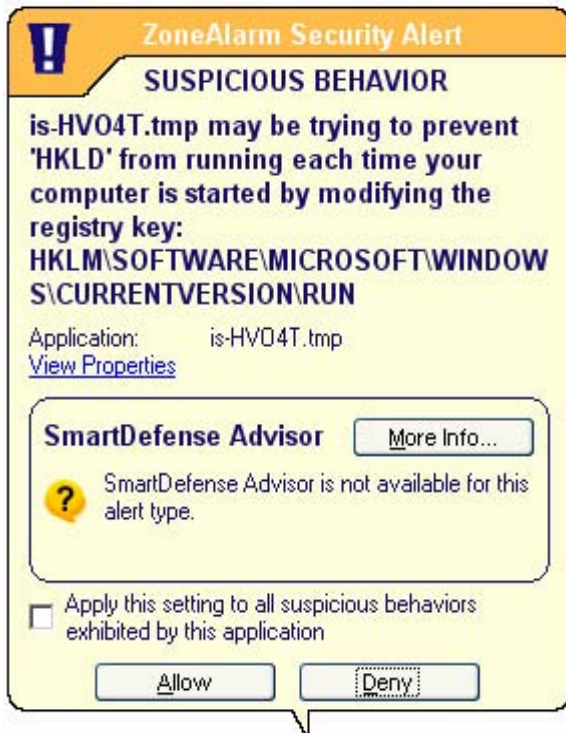 ZoneAlarm Security Alert
SUSPICIOUS BEHAVIOR
is-HVO4T.tmp may be trying to prevent
'HKLD' from running each time your
computer is started by modifying the
registry key:
HKLM\SOFTWARE\MICROSOFT\WINDOW
S\CURRENTVERSION\RUN
Application: is-HVO4T.tmp
View Properties
SmartDefense Advisor More Info...
SmartDefense Advisor is not available for this
alert type.
Apply this setting to all suspicious behaviors
exhibited by this application
Allow Deny